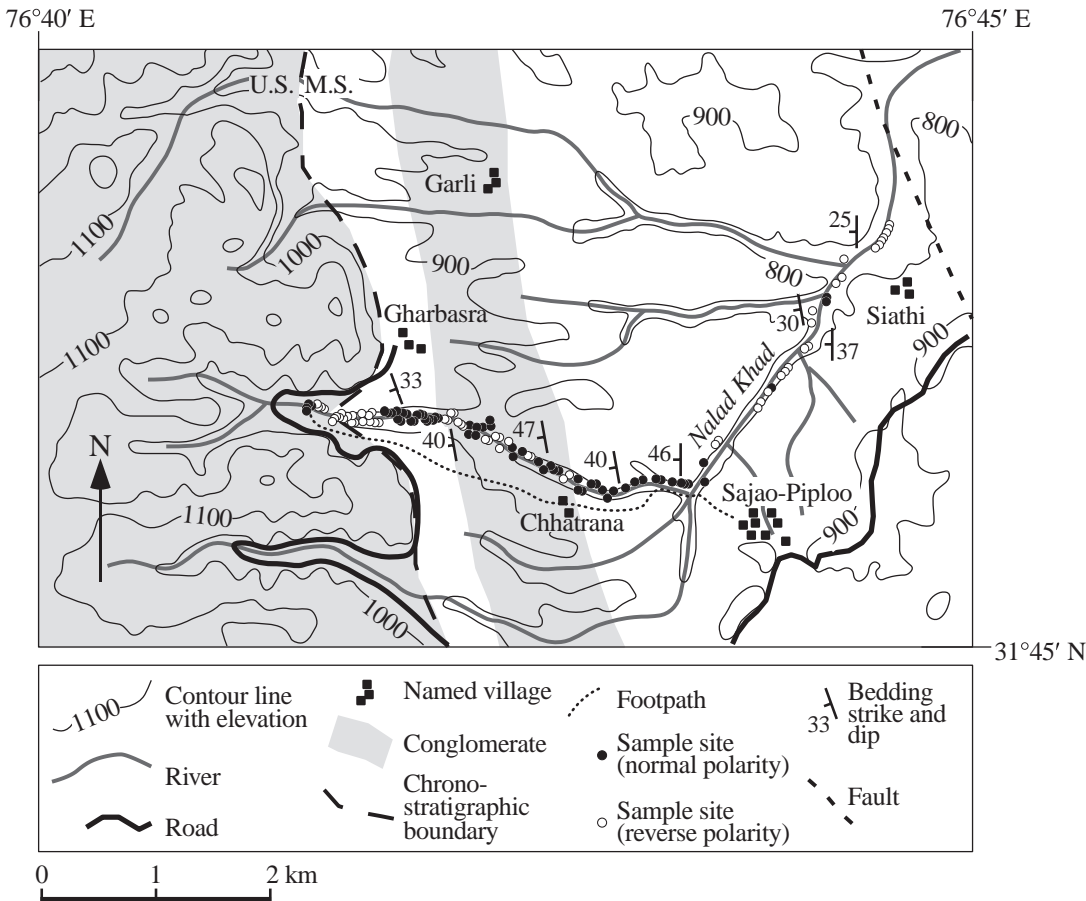 76°40′ E
76°45′ E
U.S. M.S.
900
800
Garli
25
1100
1000
900
800
Gharbasra
Siathi
30
37
900
1100
33
Nalad Khad
47
40
40
46
N
Sajao-Piploo
Chhatrana
1100
900
1000
31°45′ N
1100
Contour line
with elevation
River
Road
Named village
Conglomerate
Chrono-
stratigraphic
boundary
Footpath
Sample site
(normal polarity)
Sample site
(reverse polarity)
33
Bedding
strike and
dip
Fault
0 1 2 km